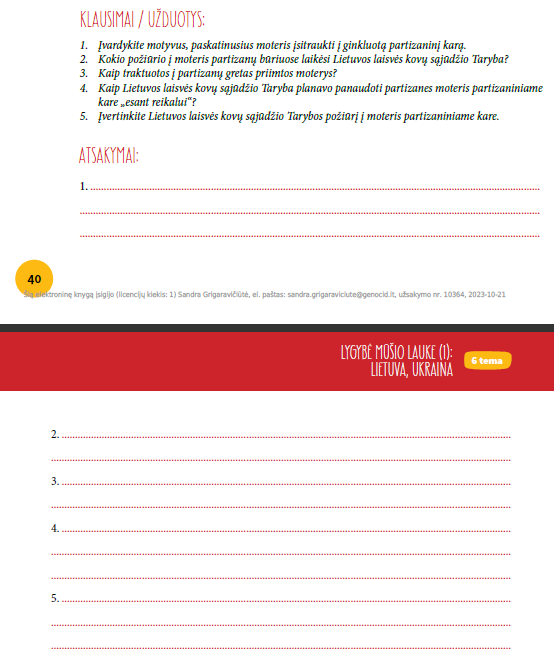 KLAUSIMAI / UŽDUOTYS:
1. Įvardykite motyvus, paskatinusius moteris įsitraukti į ginkluotą partizaninį karą.
2. Kokio požiūrio į moteris partizanų būriuose laikėsi Lietuvos laisvės kovų sąjūdžio Taryba?
3. Kaip traktuotos į partizanų gretas priimtos moterys?
4. Kaip Lietuvos laisvės kovų sąjūdžio Taryba planavo panaudoti partizanes moteris partizaniniame
kare „esant reikalui“?
5. Įvertinkite Lietuvos laisvės kovų sąjūdžio Tarybos požiūrį į moteris partizaniniame kare.
ATSAKYMAI:
1.
40
Šią elektroninę knygą įsigijo (licencijų kiekis: 1) Sandra Grigaravičiūtė, el. paštas: sandra.grigaraviciute@genocid.lt, užsakymo nr. 10364, 2023-10-21
LYGYBĖ MŪŠIO LAUKE (I):
LIETUVA, UKRAINA
6 tema
2.
3.
4.
5.